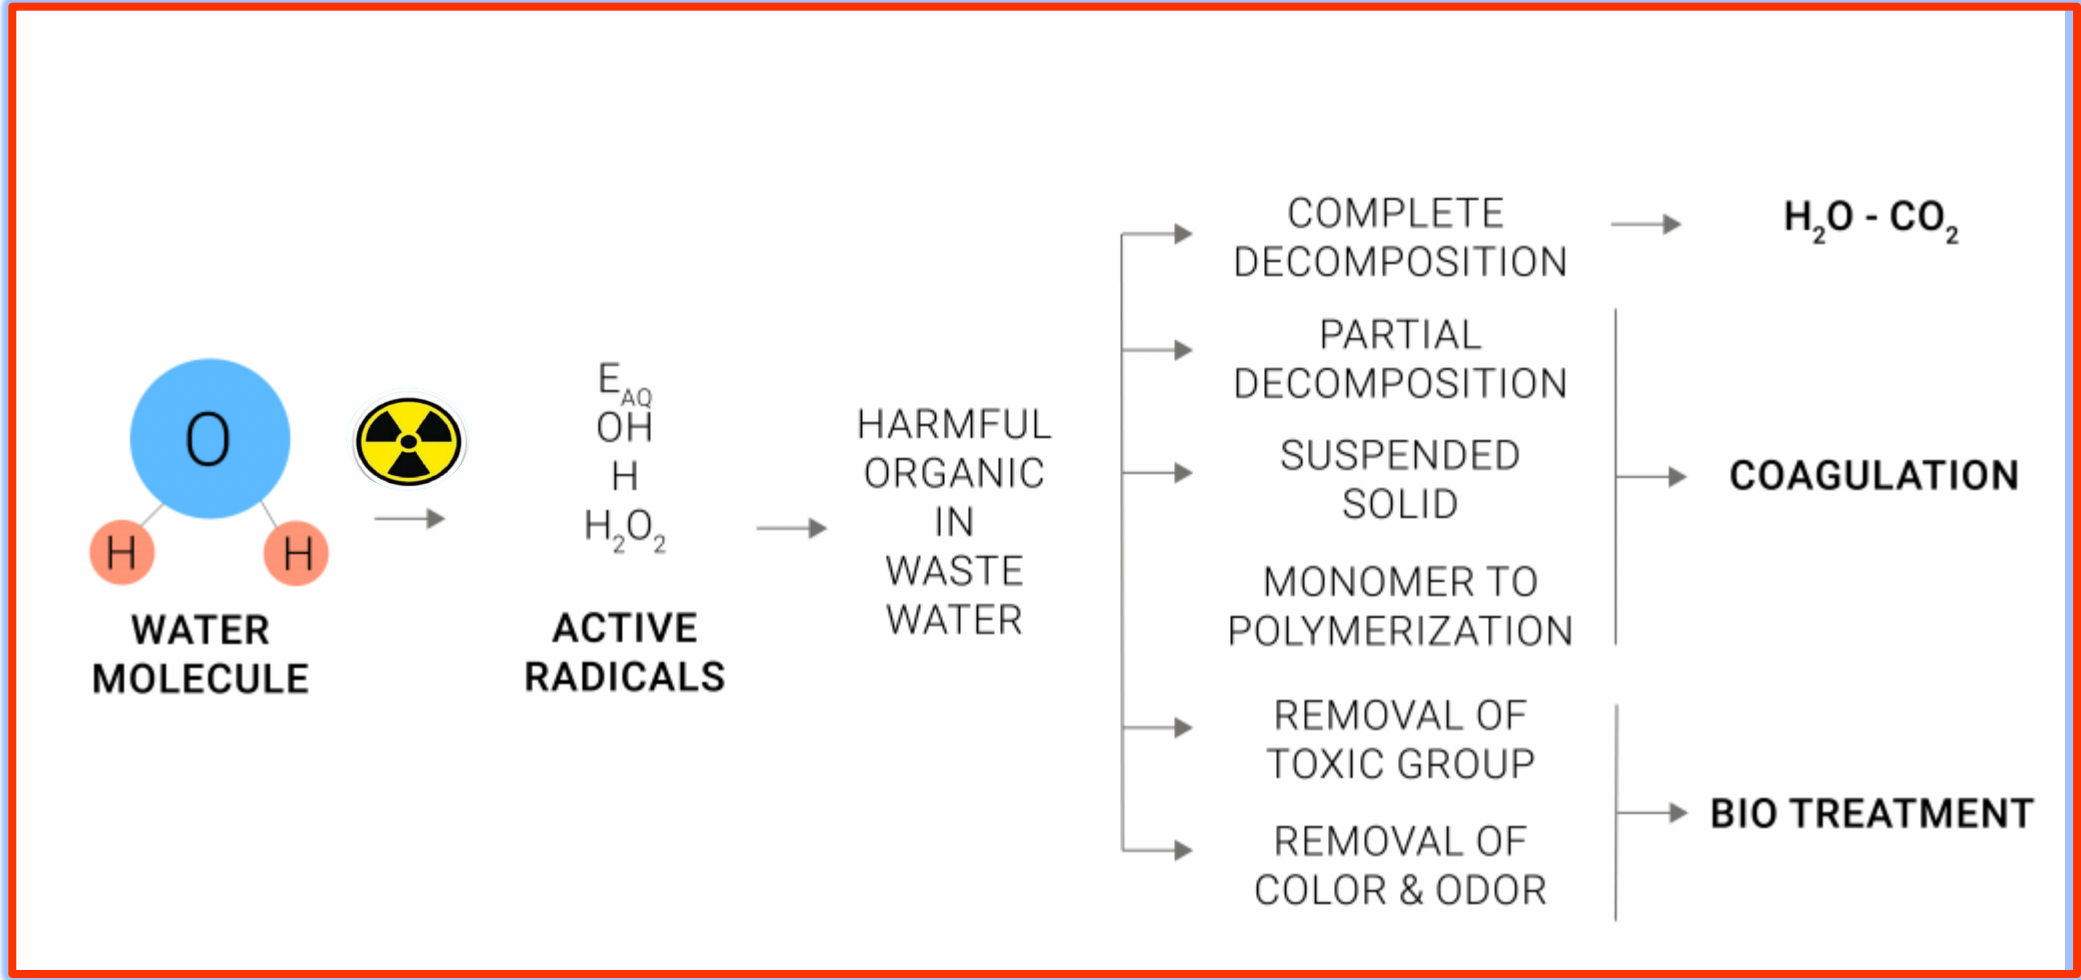 O
H
H
WATER
MOLECULE
E_AQ
OH
H
H₂O₂
ACTIVE
RADICALS
HARMFUL
ORGANIC
IN
WASTE
WATER
COMPLETE
DECOMPOSITION
PARTIAL
DECOMPOSITION
SUSPENDED
SOLID
MONOMER TO
POLYMERIZATION
REMOVAL OF
TOXIC GROUP
REMOVAL OF
COLOR & ODOR
H₂O - CO₂
COAGULATION
BIO TREATMENT